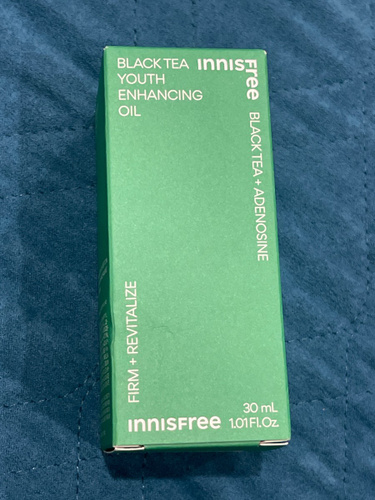 BLACK TEA
YOUTH
ENHANCING
OIL
innisfree
BLACK TEA + ADENOSINE
FIRM + REVITALIZE
innisfree
30 mL
1.01 Fl.Oz.